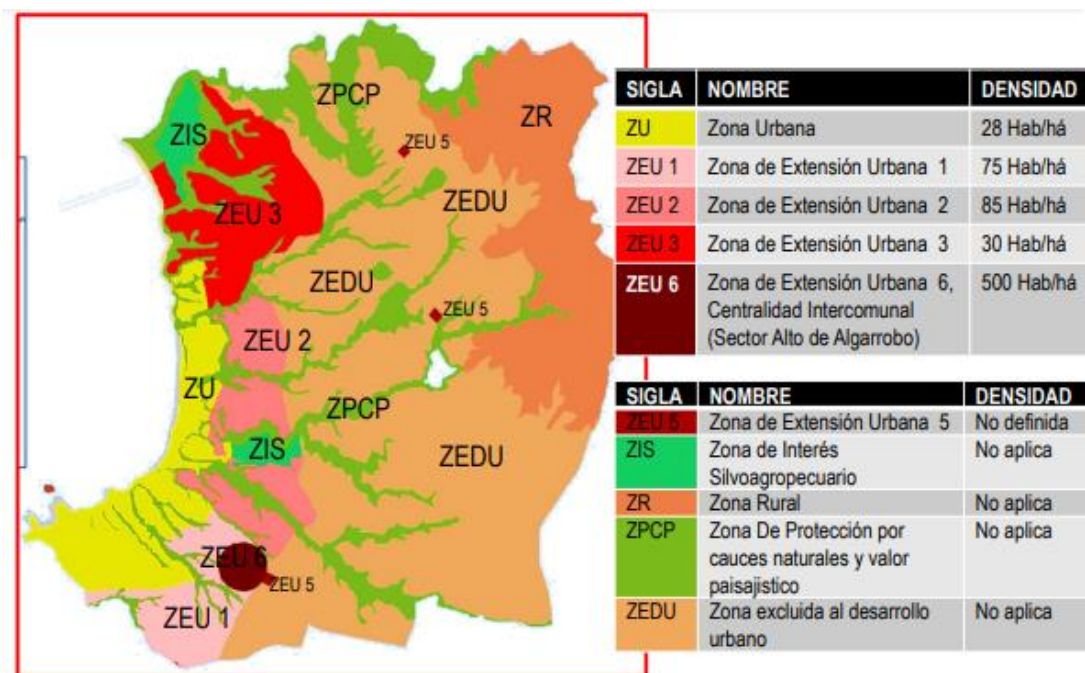 ZPCP
ZR
ZIS
ZEU 5
ZEDU
ZEU 3
ZEDU
ZEU 5
ZEU 2
ZU
ZPCP
ZIS
ZEDU
ZEU 6
ZEU 5
ZEU 1
SIGLA NOMBRE DENSIDAD
ZU Zona Urbana 28 Hab/há
ZEU 1 Zona de Extensión Urbana 1 75 Hab/há
ZEU 2 Zona de Extensión Urbana 2 85 Hab/há
ZEU 3 Zona de Extensión Urbana 3 30 Hab/há
ZEU 6 Zona de Extensión Urbana 6, 500 Hab/há
Centralidad Intercomunal
(Sector Alto de Algarrobo)
SIGLA NOMBRE DENSIDAD
ZEU 5 Zona de Extensión Urbana 5 No definida
ZIS Zona de Interés No aplica
Silvoagropecuario
ZR Zona Rural No aplica
ZPCP Zona De Protección por No aplica
cauces naturales y valor
paisajistico
ZEDU Zona excluida al desarrollo No aplica
urbano